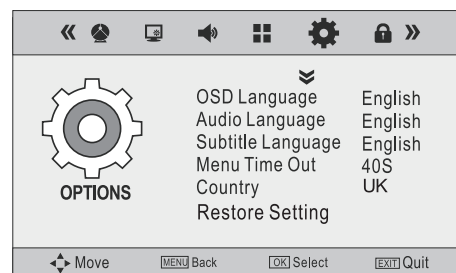 OSD Language English
Audio Language English
Subtitle Language English
Menu Time Out 40S
Country UK
Restore Setting
OPTIONS
Move MENU Back OK Select EXIT Quit